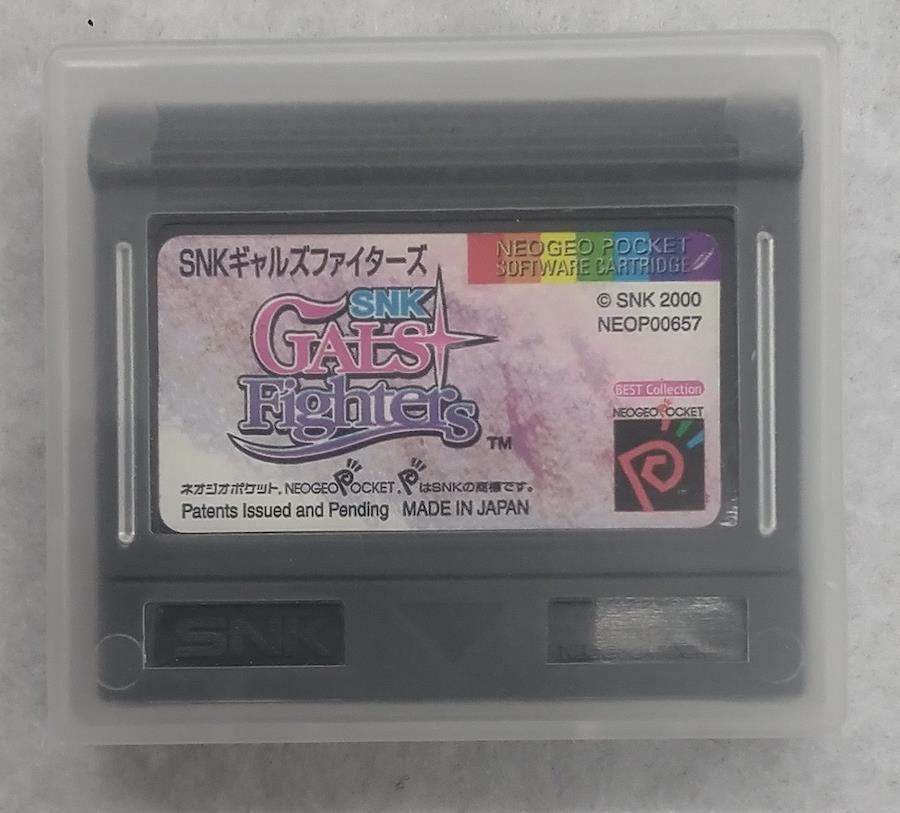 SNKギャルズファイターズ
NEOGEO POCKET
SOFTWARE CARTRIDGE
© SNK 2000
NEOP00657
SNK
GALS'
Fighters
TM
BEST Collection
NEOGEO POCKET
ネオジオポケット, NEOGEO POCKET, PはSNKの商標です。
Patents Issued and Pending MADE IN JAPAN
SNK